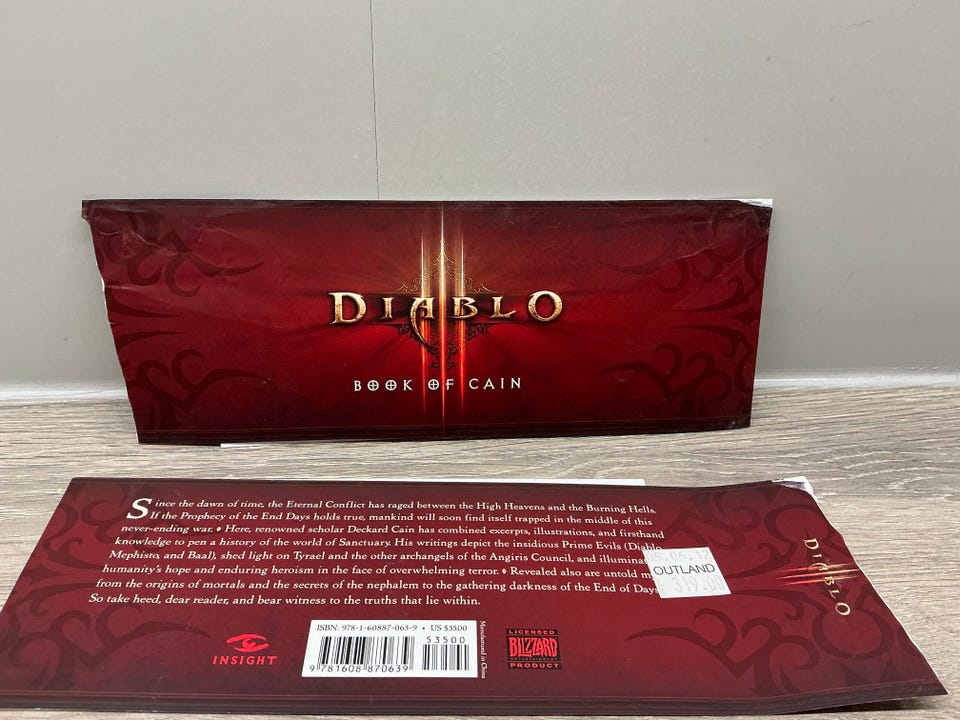 DIABLO
BOOK OF CAIN
Since the dawn of time, the Eternal Conflict has raged between the High Heavens and the Burning Hells.
If the Prophecy of the End Days holds true, mankind will soon find itself trapped in the middle of this
never-ending war. ♦ Here, renowned scholar Deckard Cain has combined excerpts, illustrations, and firsthand
knowledge to pen a history of the world of Sanctuary. His writings depict the insidious Prime Evils (Diablo,
Mephisto, and Baal), shed light on Tyrael and the other archangels of the Angiris Council, and
humanity's hope and enduring heroism in the face of overwhelming terror. ♦ Revealed also are untold
from the origins of mortals and the secrets of the nephalem to the gathering darkness of the End of Days.
So take heed, dear reader, and bear witness to the truths that lie within.
.06.12
OUTLAND
319.00
DIABLO
INSIGHT
ISBN: 978-1-60887-063-9 • US $35.00
53500
9 781608 870639
Manufactured in China
LICENSED
BLIZZARD
ENTERTAINMENT
PRODUCT